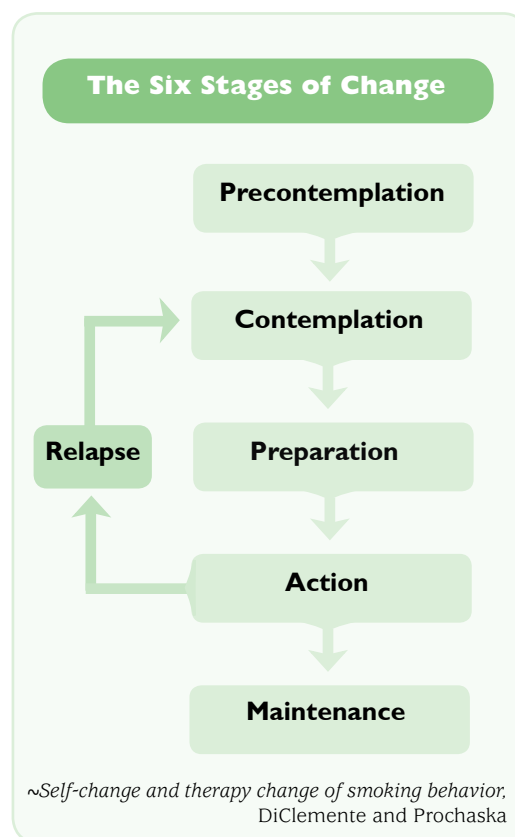 The Six Stages of Change
Precontemplation
Contemplation
Relapse
Preparation
Action
Maintenance
~Self-change and therapy change of smoking behavior,
DiClemente and Prochaska